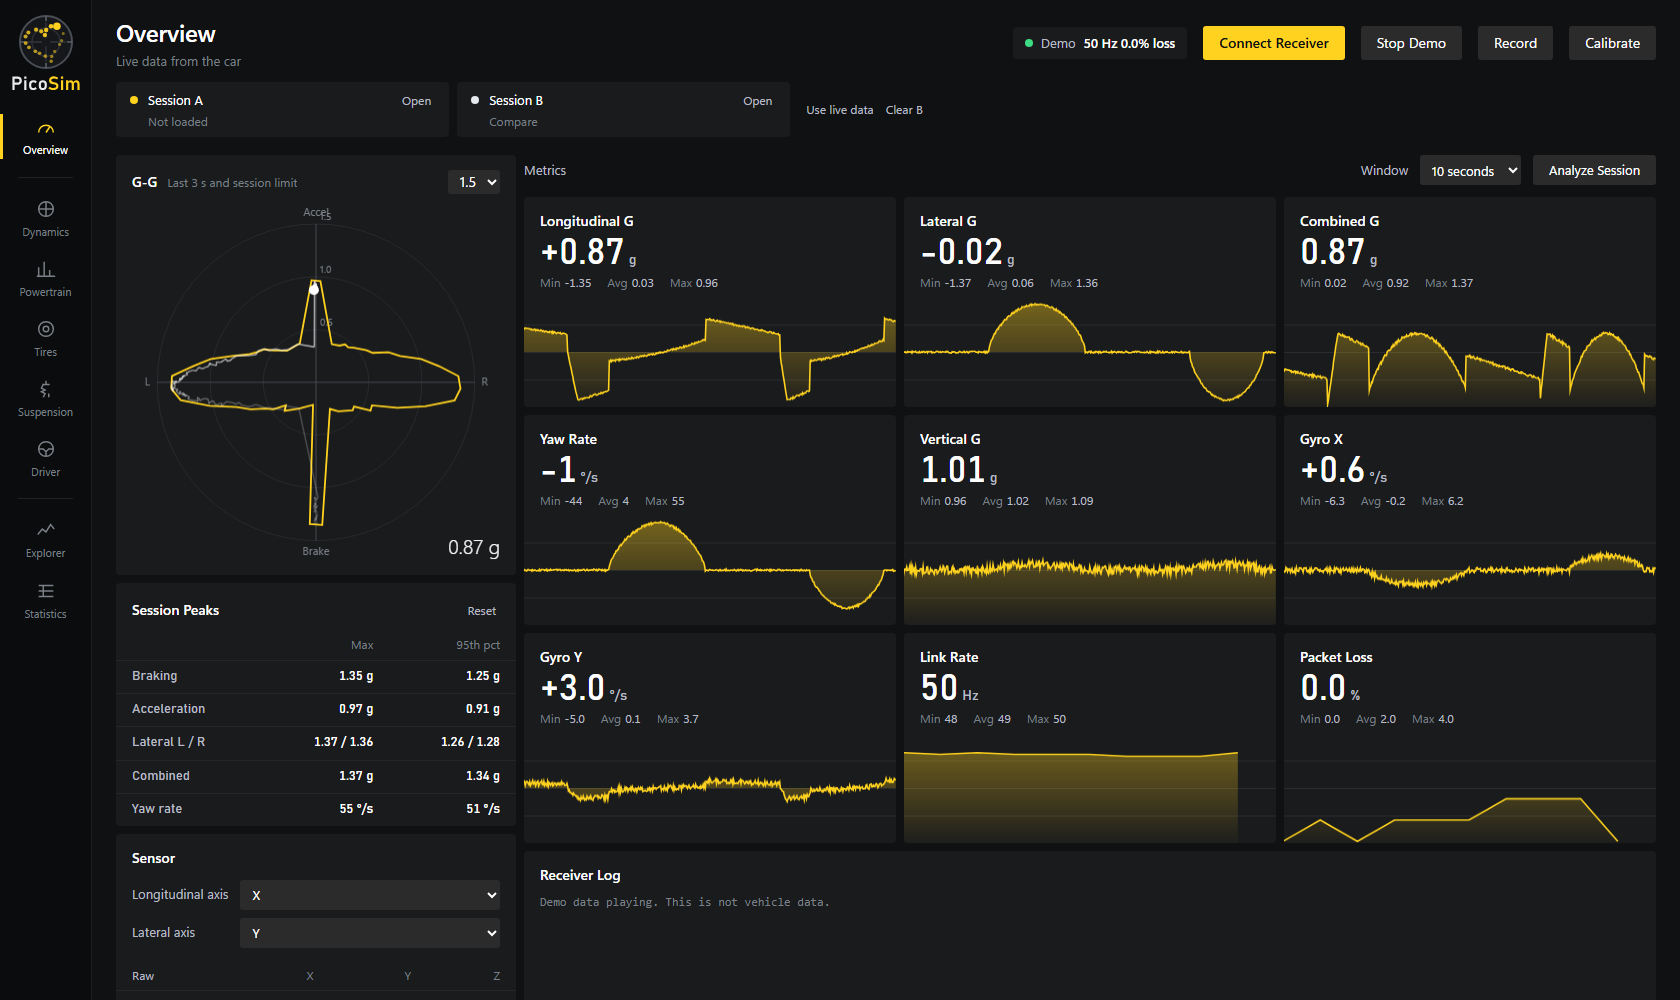 PicoSim
Overview
Dynamics
Powertrain
Tires
Suspension
Driver
Explorer
Statistics
Overview
Live data from the car
Demo 50 Hz 0.0% loss
Connect Receiver
Stop Demo
Record
Calibrate
Session A Open
Not loaded
Session B Open
Compare
Use live data Clear B
G-G Last 3 s and session limit 1.5
Accel
1.5
1.0
0.5
L R
Brake
0.87 g
Session Peaks Reset
Max 95th pct
Braking 1.35 g 1.25 g
Acceleration 0.97 g 0.91 g
Lateral L / R 1.37 / 1.36 1.26 / 1.28
Combined 1.37 g 1.34 g
Yaw rate 55 °/s 51 °/s
Sensor
Longitudinal axis X
Lateral axis Y
Raw X Y Z
Metrics
Window 10 seconds Analyze Session
Longitudinal G
+0.87 g
Min -1.35 Avg 0.03 Max 0.96
Lateral G
-0.02 g
Min -1.37 Avg 0.06 Max 1.36
Combined G
0.87 g
Min 0.02 Avg 0.92 Max 1.37
Yaw Rate
-1 °/s
Min -44 Avg 4 Max 55
Vertical G
1.01 g
Min 0.96 Avg 1.02 Max 1.09
Gyro X
+0.6 °/s
Min -6.3 Avg -0.2 Max 6.2
Gyro Y
+3.0 °/s
Min -5.0 Avg 0.1 Max 3.7
Link Rate
50 Hz
Min 48 Avg 49 Max 50
Packet Loss
0.0 %
Min 0.0 Avg 2.0 Max 4.0
Receiver Log
Demo data playing. This is not vehicle data.